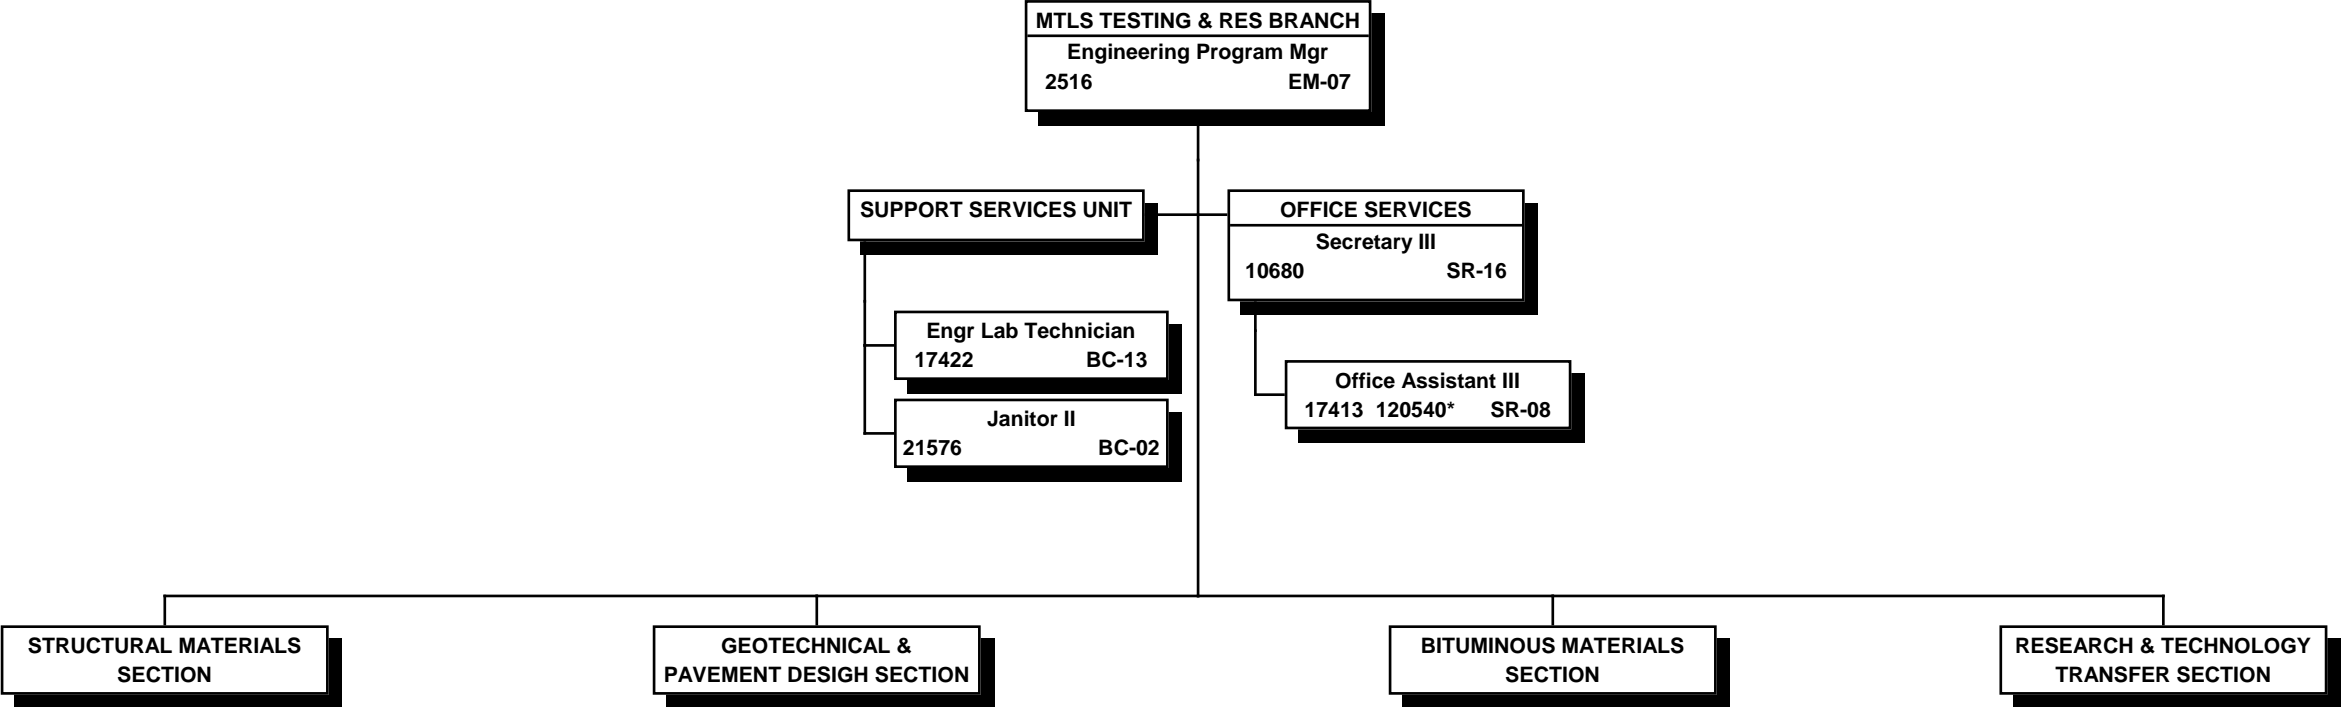 MTLS TESTING & RES BRANCH
Engineering Program Mgr
2516 EM-07
SUPPORT SERVICES UNIT
Engr Lab Technician
17422 BC-13
Janitor II
21576 BC-02
OFFICE SERVICES
Secretary III
10680 SR-16
Office Assistant III
17413 120540* SR-08
STRUCTURAL MATERIALS
SECTION
GEOTECHNICAL &
PAVEMENT DESIGH SECTION
BITUMINOUS MATERIALS
SECTION
RESEARCH & TECHNOLOGY
TRANSFER SECTION